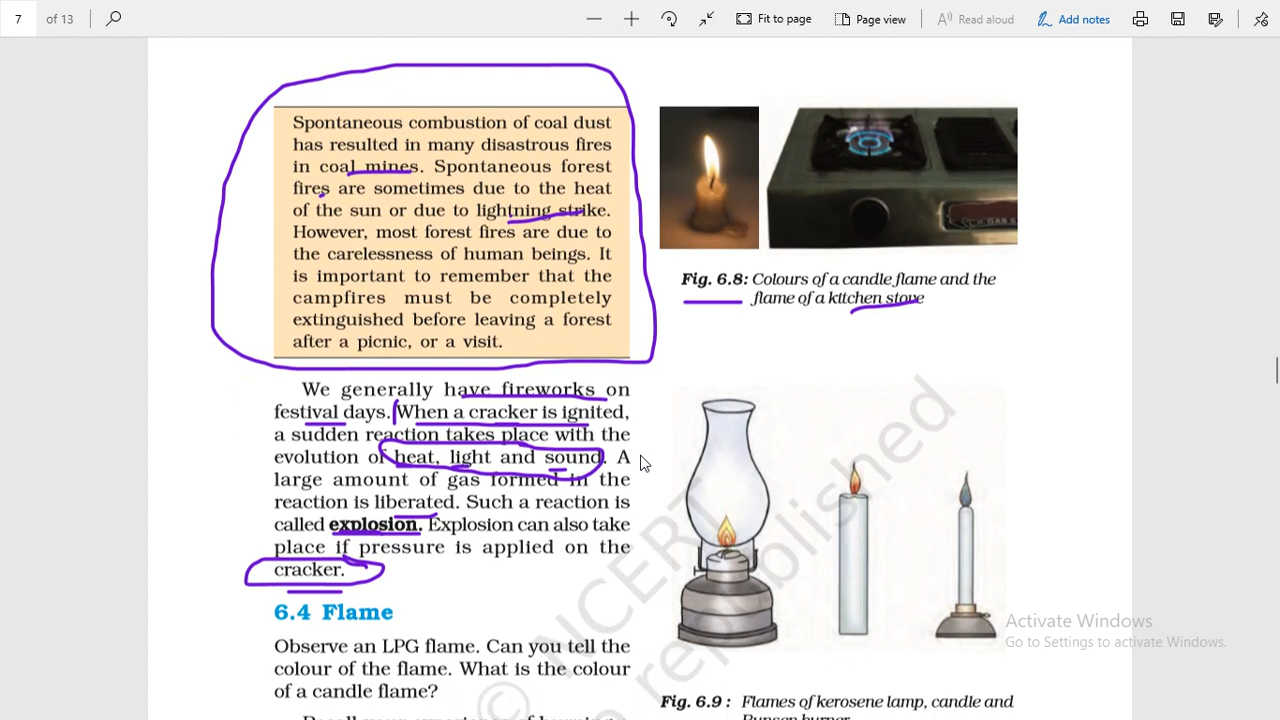 7 of 13
Fit to page
Page view
Read aloud
Add notes
Spontaneous combustion of coal dust
has resulted in many disastrous fires
in coal mines. Spontaneous forest
fires are sometimes due to the heat
of the sun or due to lightning strike.
However, most forest fires are due to
the carelessness of human beings. It
is important to remember that the
campfires must be completely
extinguished before leaving a forest
after a picnic, or a visit.
We generally have fireworks on
festival days. When a cracker is ignited,
a sudden reaction takes place with the
evolution of heat, light and sound. A
large amount of gas formed in the
reaction is liberated. Such a reaction is
called explosion. Explosion can also take
place if pressure is applied on the
cracker.
6.4 Flame
Observe an LPG flame. Can you tell the
colour of the flame. What is the colour
of a candle flame?
Fig. 6.8: Colours of a candle flame and the
flame of a kitchen stove
Fig. 6.9 : Flames of kerosene lamp, candle and
© NCERT
republished
Activate Windows
Go to Settings to activate Windows.